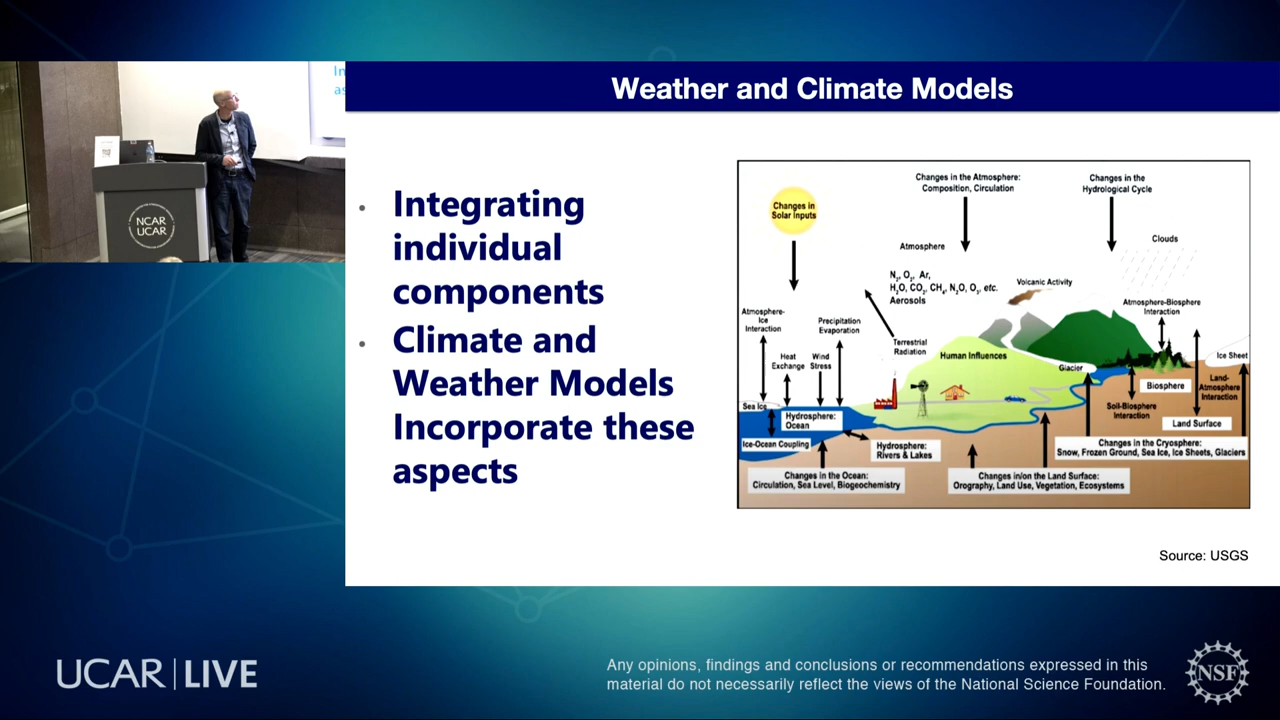 Weather and Climate Models
In
as
NCAR
UCAR
• Integrating
individual
components
• Climate and
Weather Models
Incorporate these
aspects
Changes in
Solar Inputs
Changes in the Atmosphere:
Composition, Circulation
Changes in the
Hydrological Cycle
Atmosphere
Clouds
N₂, O₂, Ar,
H₂O, CO₂, CH₄, N₂O, O₃, etc.
Aerosols
Volcanic Activity
Atmosphere-
Ice
Interaction
Precipitation
Evaporation
Atmosphere-Biosphere
Interaction
Terrestrial
Radiation
Heat
Exchange
Wind
Stress
Human Influences
Ice Sheet
Glacier
Biosphere
Land-
Atmosphere
Interaction
Soil-Biosphere
Interaction
Land Surface
Sea Ice
Hydrosphere:
Ocean
Ice-Ocean Coupling
Hydrosphere:
Rivers & Lakes
Changes in the Cryosphere:
Snow, Frozen Ground, Sea Ice, Ice Sheets, Glaciers
Changes in the Ocean:
Circulation, Sea Level, Biogeochemistry
Changes in/on the Land Surface:
Orography, Land Use, Vegetation, Ecosystems
Source: USGS
UCAR | LIVE
Any opinions, findings and conclusions or recommendations expressed in this
material do not necessarily reflect the views of the National Science Foundation.
NSF